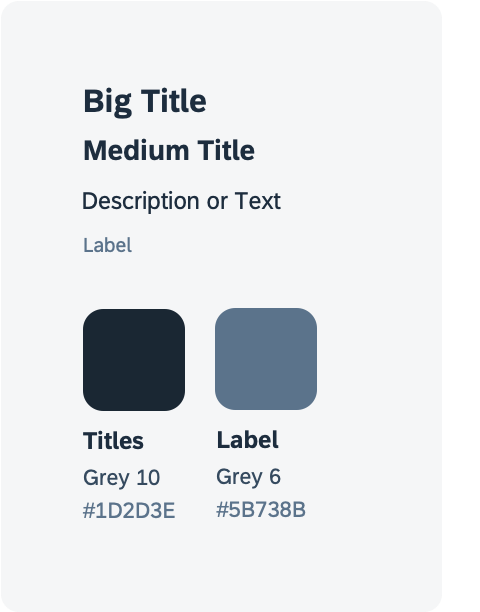 Big Title
Medium Title
Description or Text
Label
Titles
Grey 10
#1D2D3E
Label
Grey 6
#5B738B